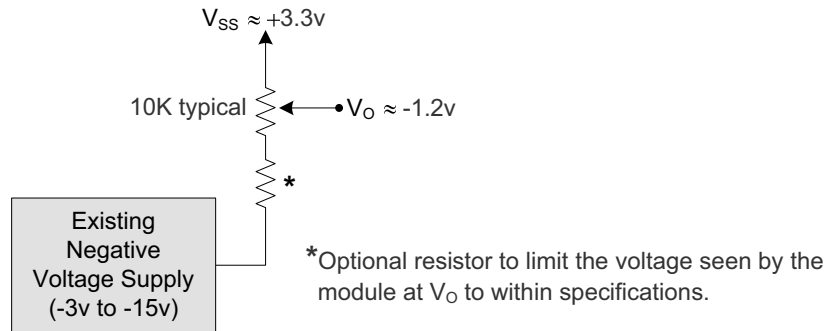 V_SS ≈ +3.3v
10K typical
V_O ≈ -1.2v
*
Existing
Negative
Voltage Supply
(-3v to -15v)
*Optional resistor to limit the voltage seen by the
module at V_O to within specifications.